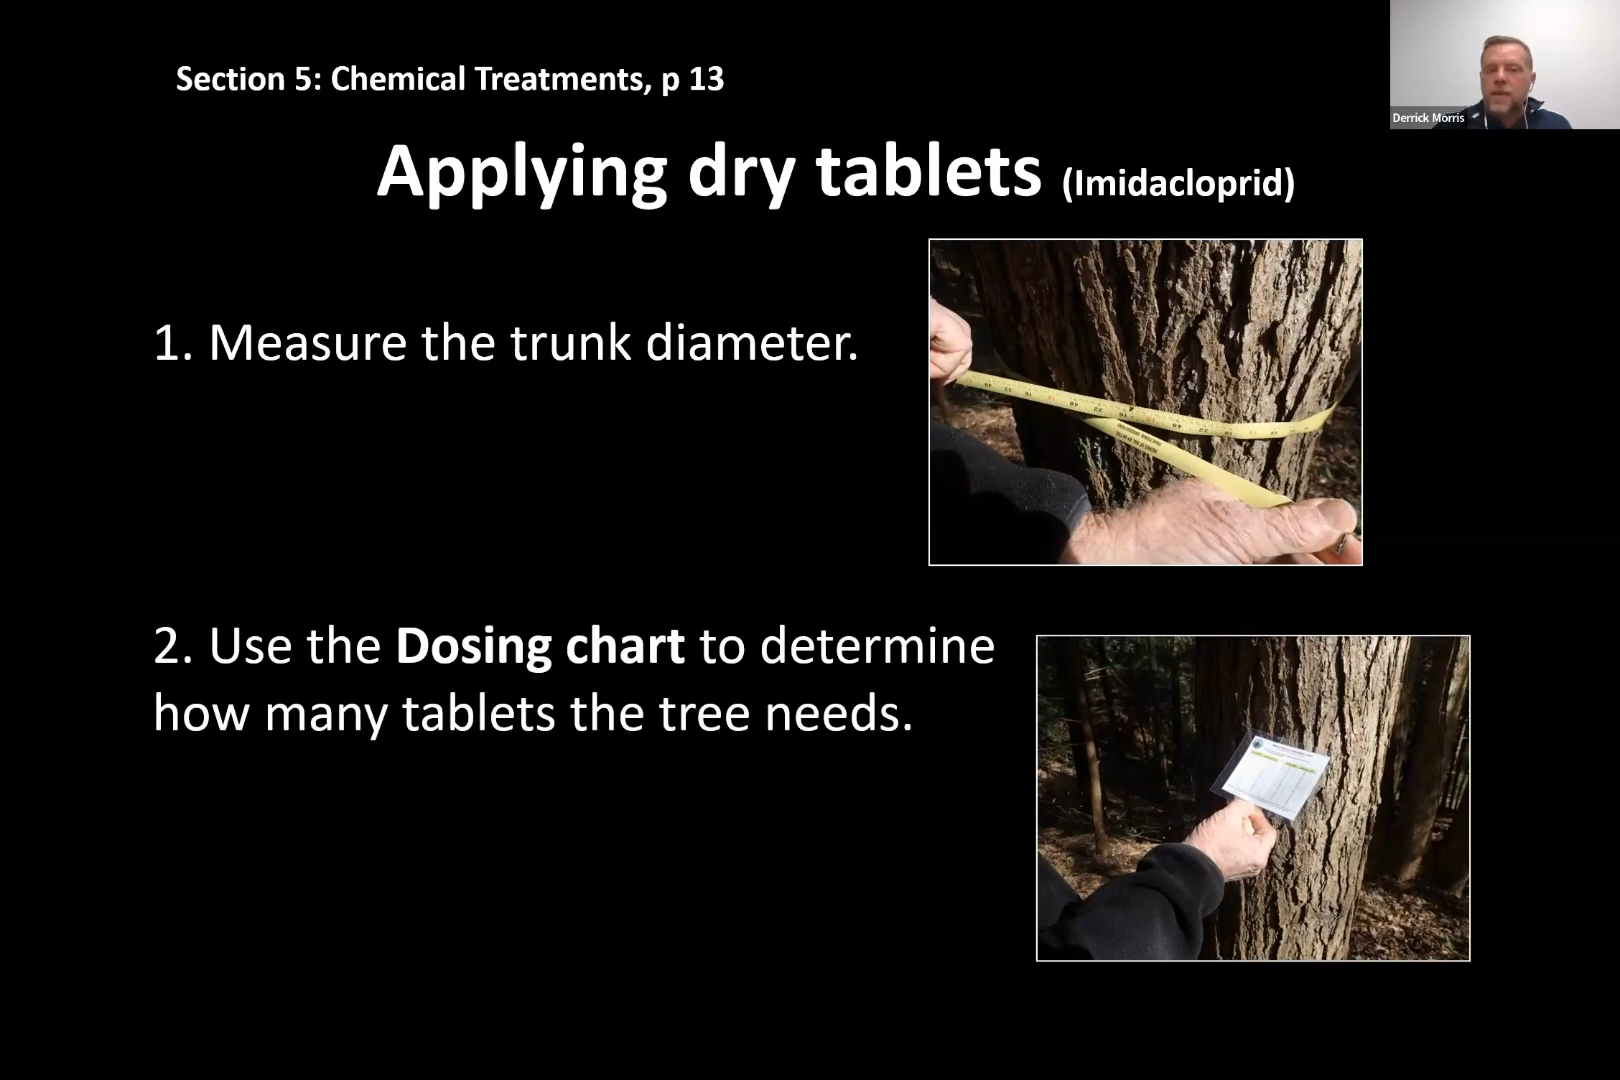 Section 5: Chemical Treatments, p 13
Derrick Morris
Applying dry tablets (Imidacloprid)
1. Measure the trunk diameter.
2. Use the Dosing chart to determine
how many tablets the tree needs.